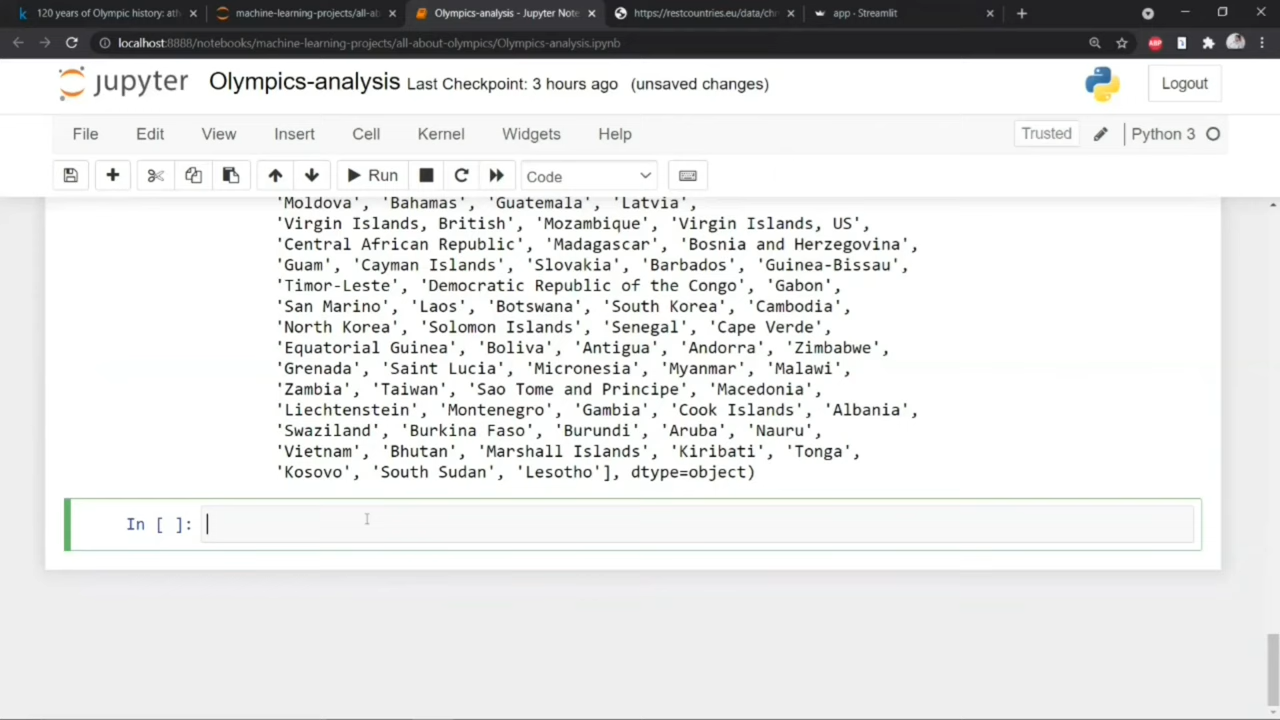 120 years of Olympic history: ath
machine-learning-projects/all-ab
Olympics-analysis - Jupyter Note
https://restcountries.eu/data/chn
app · Streamlit
localhost:8888/notebooks/machine-learning-projects/all-about-olympics/Olympics-analysis.ipynb
ABP
jupyter Olympics-analysis Last Checkpoint: 3 hours ago (unsaved changes)
Logout
File Edit View Insert Cell Kernel Widgets Help
Trusted Python 3
Run Code
'Moldova', 'Bahamas', 'Guatemala', 'Latvia',
'Virgin Islands, British', 'Mozambique', 'Virgin Islands, US',
'Central African Republic', 'Madagascar', 'Bosnia and Herzegovina',
'Guam', 'Cayman Islands', 'Slovakia', 'Barbados', 'Guinea-Bissau',
'Timor-Leste', 'Democratic Republic of the Congo', 'Gabon',
'San Marino', 'Laos', 'Botswana', 'South Korea', 'Cambodia',
'North Korea', 'Solomon Islands', 'Senegal', 'Cape Verde',
'Equatorial Guinea', 'Boliva', 'Antigua', 'Andorra', 'Zimbabwe',
'Grenada', 'Saint Lucia', 'Micronesia', 'Myanmar', 'Malawi',
'Zambia', 'Taiwan', 'Sao Tome and Principe', 'Macedonia',
'Liechtenstein', 'Montenegro', 'Gambia', 'Cook Islands', 'Albania',
'Swaziland', 'Burkina Faso', 'Burundi', 'Aruba', 'Nauru',
'Vietnam', 'Bhutan', 'Marshall Islands', 'Kiribati', 'Tonga',
'Kosovo', 'South Sudan', 'Lesotho'], dtype=object)
In [ ]: